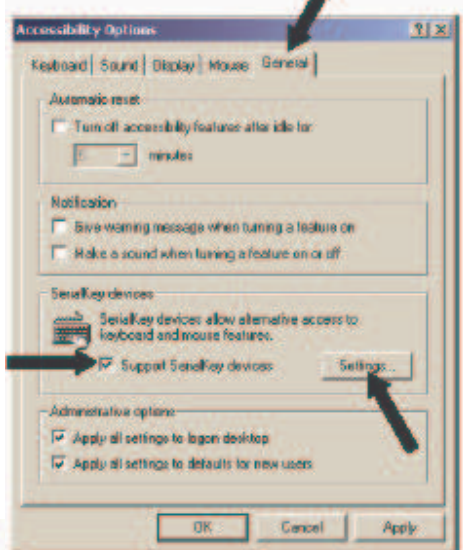 Accessibility Options
Keyboard Sound Display Mouse General
Automatic reset
Turn off accessibility features after idle for:
minutes
Notification
Give warning message when turning a feature on
Make a sound when turning a feature on or off
SerialKey devices
SerialKey devices allow alternative access to
keyboard and mouse features.
Support SerialKey devices Settings...
Administrative options
Apply all settings to logon desktop
Apply all settings to defaults for new users
OK Cancel Apply